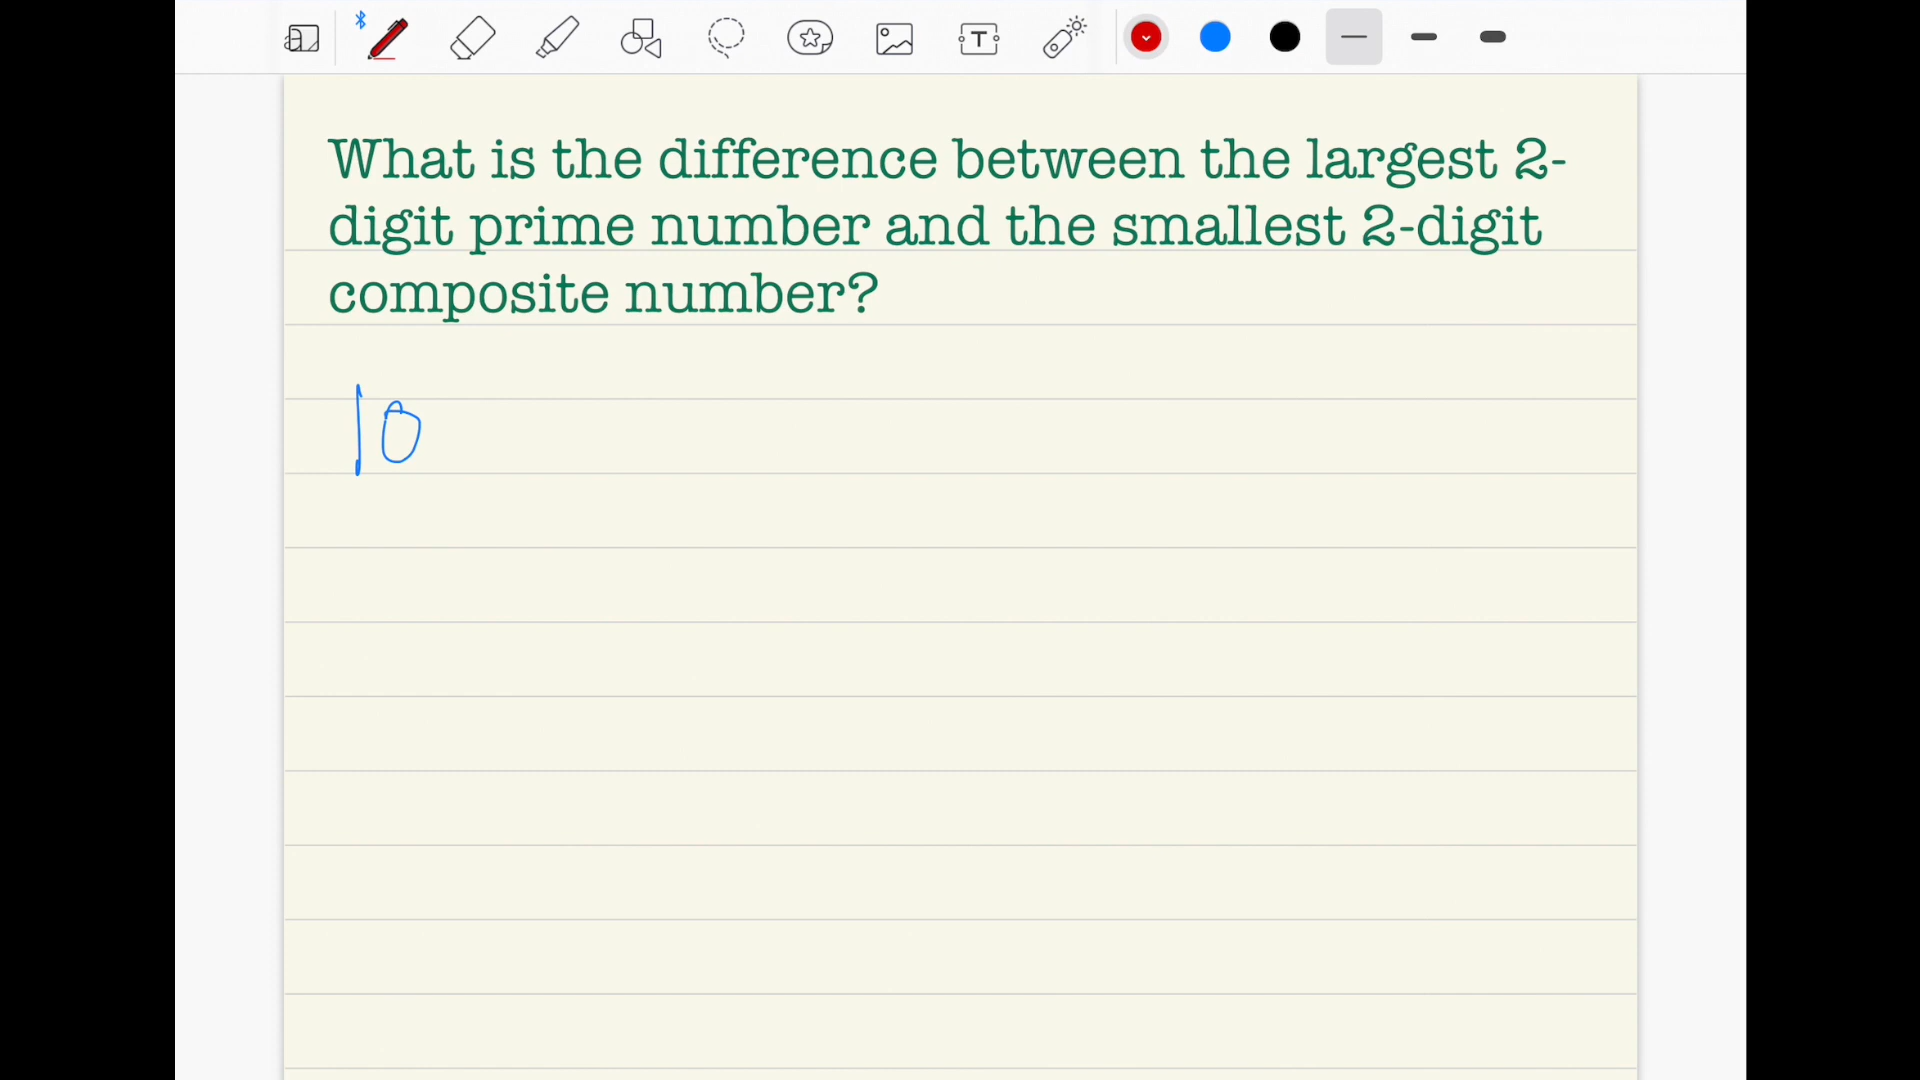 What is the difference between the largest 2-
digit prime number and the smallest 2-digit
composite number?
10